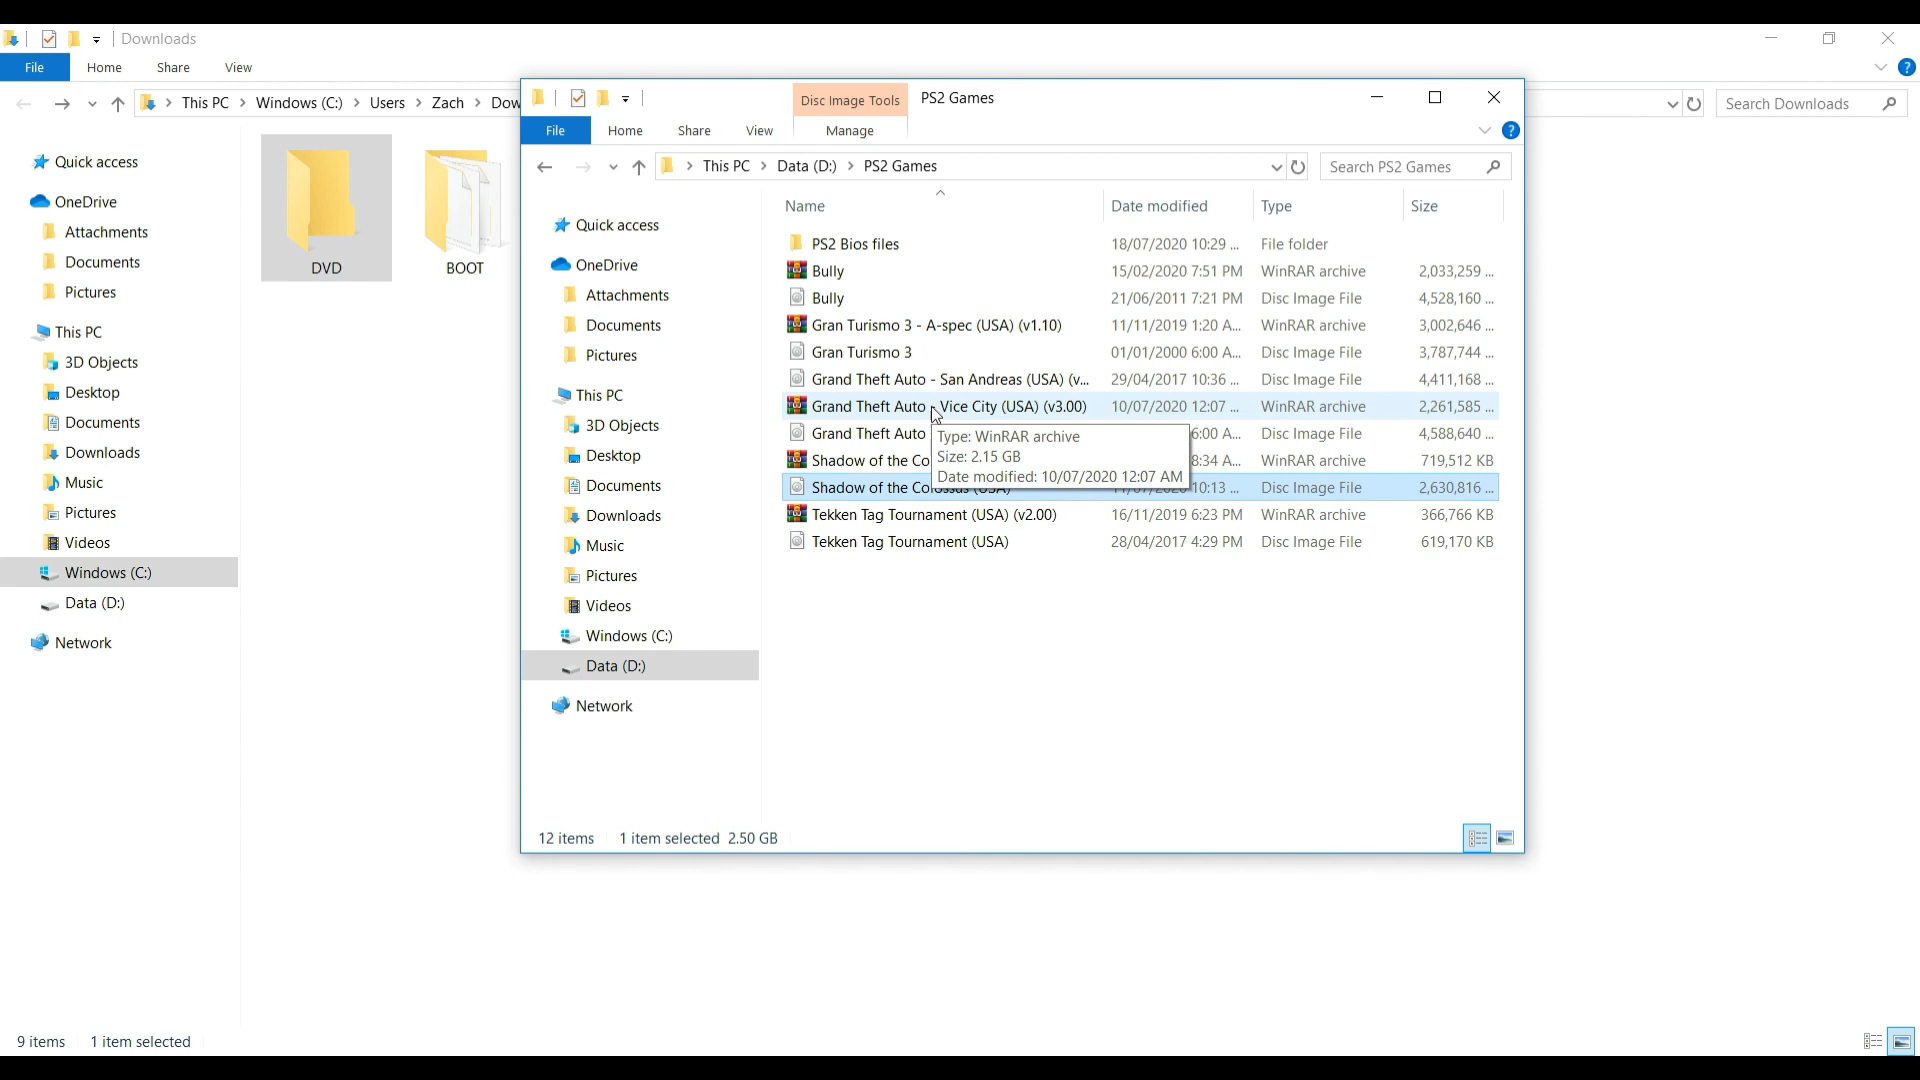 Downloads
File Home Share View
This PC > Windows (C:) > Users > Zach >
Search Downloads
Quick access
OneDrive
Attachments
Documents
Pictures
This PC
3D Objects
Desktop
Documents
Downloads
Music
Pictures
Videos
Windows (C:)
Data (D:)
Network
DVD
BOOT
9 items 1 item selected
Disc Image Tools PS2 Games
File Home Share View Manage
This PC > Data (D:) > PS2 Games
Search PS2 Games
Quick access
OneDrive
Attachments
Documents
Pictures
This PC
3D Objects
Desktop
Documents
Downloads
Music
Pictures
Videos
Windows (C:)
Data (D:)
Network
Name Date modified Type Size
PS2 Bios files 18/07/2020 10:29 ... File folder
Bully 15/02/2020 7:51 PM WinRAR archive 2,033,259 ...
Bully 21/06/2011 7:21 PM Disc Image File 4,528,160 ...
Gran Turismo 3 - A-spec (USA) (v1.10) 11/11/2019 1:20 A... WinRAR archive 3,002,646 ...
Gran Turismo 3 01/01/2000 6:00 A... Disc Image File 3,787,744 ...
Grand Theft Auto - San Andreas (USA) (v... 29/04/2017 10:36 ... Disc Image File 4,411,168 ...
Grand Theft Auto - Vice City (USA) (v3.00) 10/07/2020 12:07 ... WinRAR archive 2,261,585 ...
Grand Theft Auto 6:00 A... Disc Image File 4,588,640 ...
Shadow of the 8:34 A... WinRAR archive 719,512 KB
Shadow of the Colossus (USA) 11/07/2020 10:13 ... Disc Image File 2,630,816 ...
Tekken Tag Tournament (USA) (v2.00) 16/11/2019 6:23 PM WinRAR archive 366,766 KB
Tekken Tag Tournament (USA) 28/04/2017 4:29 PM Disc Image File 619,170 KB
Type: WinRAR archive
Size: 2.15 GB
Date modified: 10/07/2020 12:07 AM
12 items 1 item selected 2.50 GB